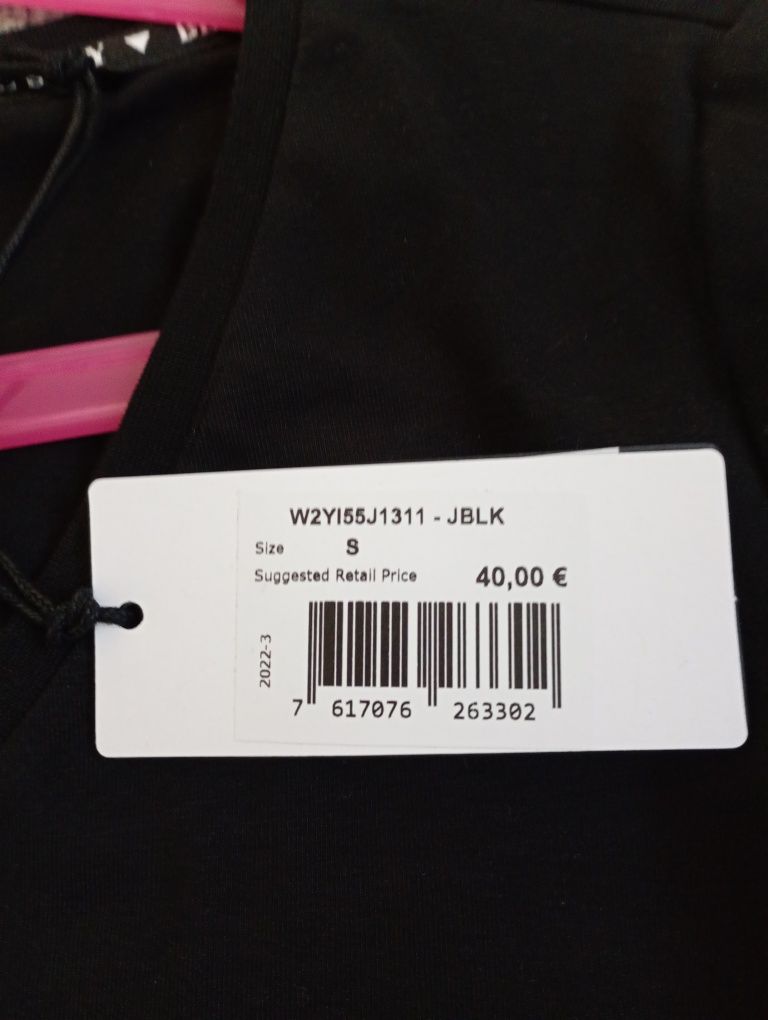 W2YI55J1311 - JBLK
Size S
Suggested Retail Price 40,00 €
2022-3
7 617076 263302